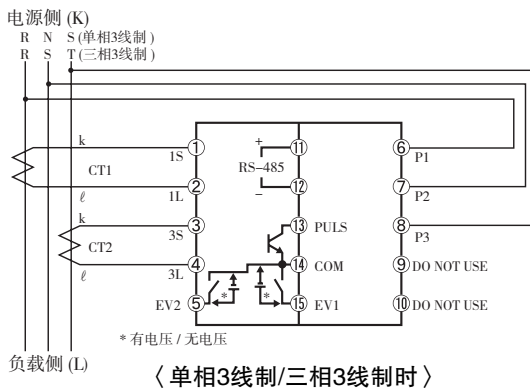 电源侧 (K)
R N S (单相3线制)
R S T (三相3线制)
k
1S
CT1
ℓ
1L
k
3S
CT2
ℓ
3L
EV2
① ② ③ ④ ⑤
+
RS-485
−
⑪ ⑫ ⑬ ⑭ ⑮
PULS
COM
EV1
* *
⑥ P1
⑦ P2
⑧ P3
⑨ DO NOT USE
⑩ DO NOT USE
* 有电压 / 无电压
负载侧 (L)
〈 单相3线制/三相3线制时 〉